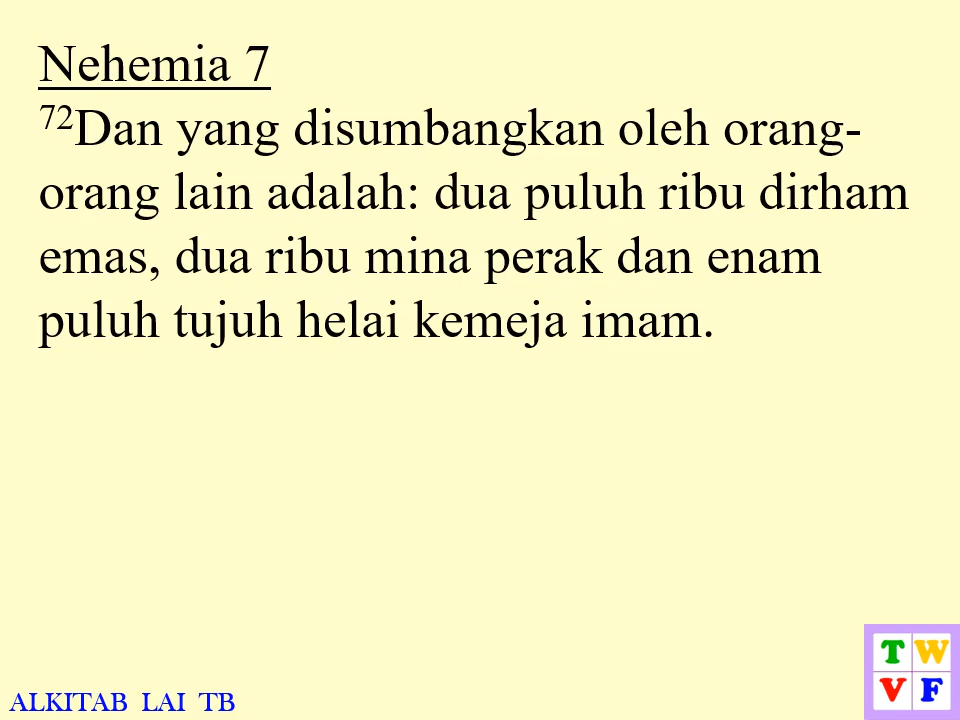 Nehemia 7
72Dan yang disumbangkan oleh orang-
orang lain adalah: dua puluh ribu dirham
emas, dua ribu mina perak dan enam
puluh tujuh helai kemeja imam.
ALKITAB LAI TB
T W
V F